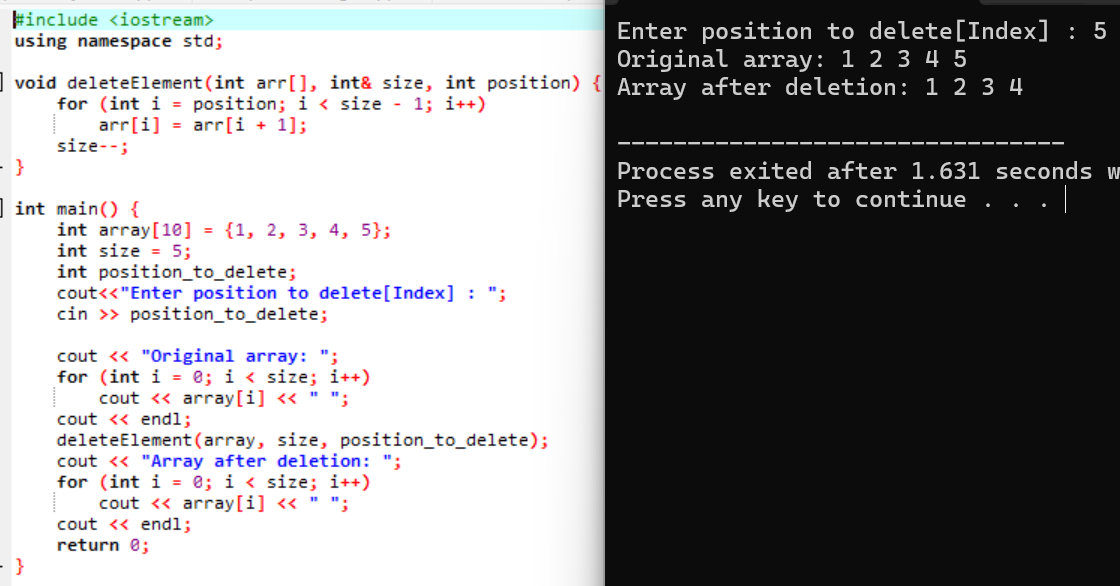 #include <iostream>
using namespace std;
void deleteElement(int arr[], int& size, int position) {
    for (int i = position; i < size - 1; i++)
        arr[i] = arr[i + 1];
    size--;
}
int main() {
    int array[10] = {1, 2, 3, 4, 5};
    int size = 5;
    int position_to_delete;
    cout<<"Enter position to delete[Index] : ";
    cin >> position_to_delete;
    cout << "Original array: ";
    for (int i = 0; i < size; i++)
        cout << array[i] << " ";
    cout << endl;
    deleteElement(array, size, position_to_delete);
    cout << "Array after deletion: ";
    for (int i = 0; i < size; i++)
        cout << array[i] << " ";
    cout << endl;
    return 0;
}
Enter position to delete[Index] : 5
Original array: 1 2 3 4 5
Array after deletion: 1 2 3 4
--------------------------------
Process exited after 1.631 seconds w
Press any key to continue . . .